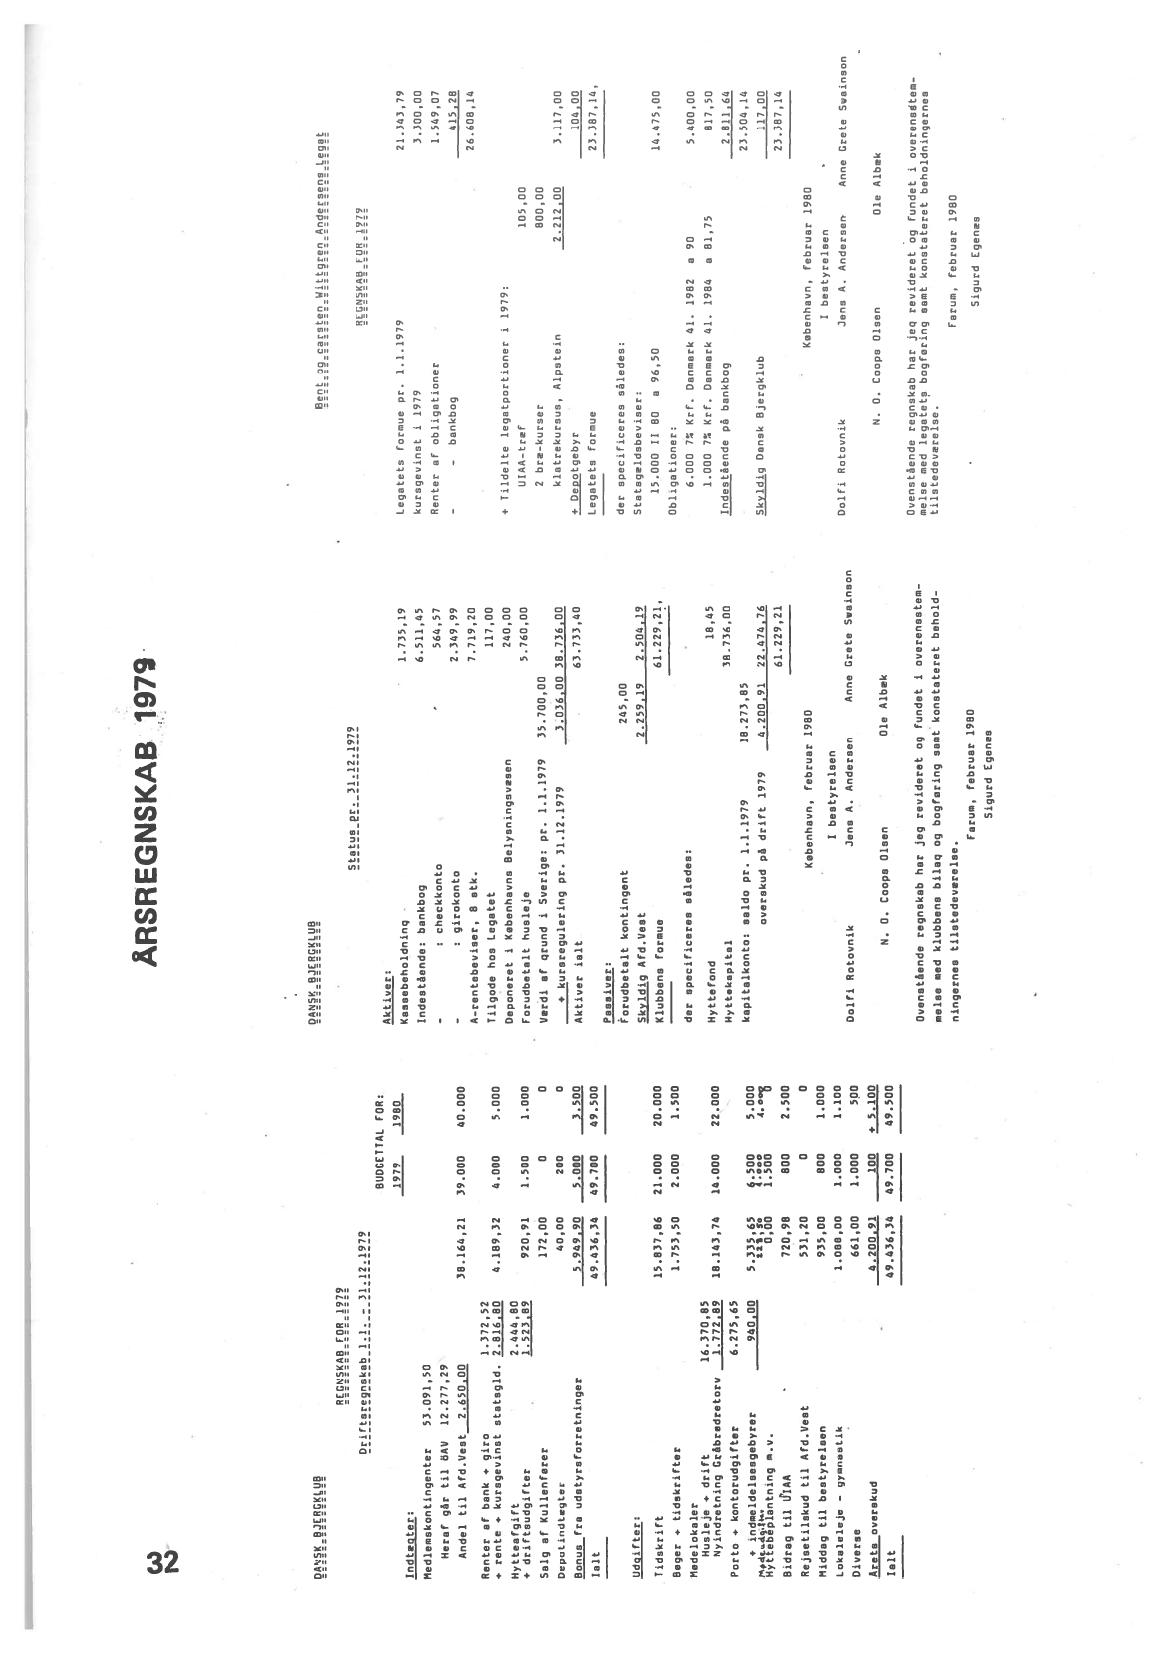 32
ÅRSREGNSKAB 1979
DANSK BJERGKLUB
REGNSKAB FOR 1979
Driftsregnskab 1.1. - 31.12.1979
BUDGETTAL FOR:
1979 1980
Indtægter:
Medlemskontingenter 53.091,50
Heraf går til ÖAV 12.277,29
Andel til Afd.Vest 2.650,00 38.164,21 39.000 40.000
Renter af bank + giro 1.372,52
+ rente + kursgevinst statsgld. 2.816,80 4.189,32 4.000 5.000
Hytteafgift 2.444,80
÷ driftsudgifter 1.523,89 920,91 1.500 1.000
Salg af Kullenfører 172,00 0 0
Depotindtægter 40,00 200 0
Bonus fra udstyrsforretninger 5.949,90 5.000 3.500
Ialt 49.436,34 49.700 49.500
Udgifter:
Tidskrift 15.837,86 21.000 20.000
Bøger + tidskrifter 1.753,50 2.000 1.500
Mødelokaler
Husleje + drift 16.370,85
Nyindretning Gråbrødretorv 1.772,89 18.143,74 14.000 22.000
Porto + kontorudgifter 6.275,65
÷ indmeldelsesgebyrer 940,00 5.335,65 6.500 5.000
Mødeudgifter 1.000
Hyttebeplantning m.v. 0,00 1.500 0
Bidrag til UIAA 720,98 800 2.500
Rejsetilskud til Afd.Vest 531,20 0 0
Middag til bestyrelsen 935,00 800 1.000
Lokaleleje - gymnastik 1.088,00 1.000 1.100
Diverse 661,00 1.000 500
Årets overskud 4.200,91 100 ÷ 5.100
Ialt 49.436,34 49.700 49.500
DANSK BJERGKLUB
Status pr. 31.12.1979
Aktiver:
Kassebeholdning 1.735,19
Indestående: bankbog 6.511,45
- : checkkonto 564,57
- : girokonto 2.349,99
A-rentebeviser, 8 stk. 7.719,20
Tilgode hos Legatet 117,00
Deponeret i Københavns Belysningsvæsen 240,00
Forudbetalt husleje 5.760,00
Værdi af grund i Sverige: pr. 1.1.1979 35.700,00
+ kursregulering pr. 31.12.1979 3.036,00 38.736,00
Aktiver ialt 63.733,40
Passiver:
Forudbetalt kontingent 245,00
Skyldig Afd.Vest 2.259,19 2.504,19
Klubbens formue 61.229,21,
der specificeres således:
Hyttefond 18,45
Hyttekapital 38.736,00
kapitalkonto: saldo pr. 1.1.1979 18.273,85
overskud på drift 1979 4.200,91 22.474,76
61.229,21
København, februar 1980
I bestyrelsen
Dolfi Rotovnik Jens A. Andersen Anne Grete Swainson
N. O. Coops Olsen Ole Albæk
Ovenstående regnskab har jeg revideret og fundet i overensstem-
melse med klubbens bilag og bogføring samt konstateret behold-
ningernes tilstedeværelse.
Farum, februar 1980
Sigurd Egenæs
Bent og Carsten Wittgren Andersens Legat
REGNSKAB FOR 1979
Legatets formue pr. 1.1.1979 21.343,79
kursgevinst i 1979 3.300,00
Renter af obligationer 1.549,07
- - bankbog 415,28
26.608,14
÷ Tildelte legatportioner i 1979:
UIAA-træf 105,00
2 bræ-kurser 800,00
klatrekursus, Alpstein 2.212,00 3.117,00
÷ Depotgebyr 104,00
Legatets formue 23.387,14,
der specificeres således:
Statsgældsbeviser:
15.000 II 80 a 96,50 14.475,00
Obligationer:
6.000 7% Krf. Danmark 41. 1982 a 90 5.400,00
1.000 7% Krf. Danmark 41. 1984 a 81,75 817,50
Indestående på bankbog 2.811,64
23.504,14
Skyldig Dansk Bjergklub 117,00
23.387,14
København, februar 1980
I bestyrelsen
Dolfi Rotovnik Jens A. Andersen Anne Grete Swainson
N. O. Coops Olsen Ole Albæk
Ovenstående regnskab har jeg revideret og fundet i overensstem-
melse med legatets bogføring samt konstateret beholdningernes
tilstedeværelse.
Farum, februar 1980
Sigurd Egenæs